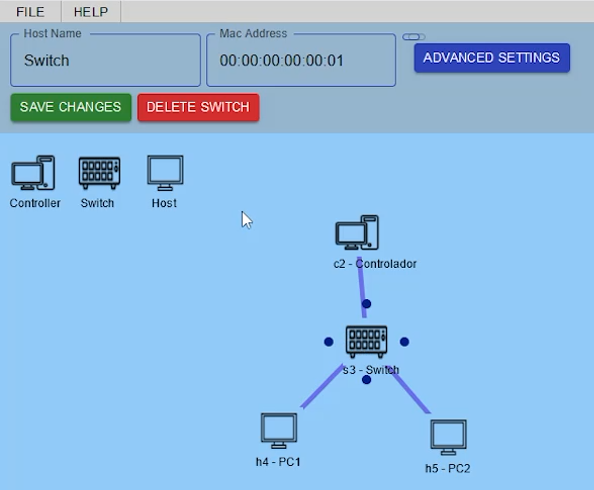 FILE HELP
Host Name
Switch
Mac Address
00:00:00:00:00:01
ADVANCED SETTINGS
SAVE CHANGES
DELETE SWITCH
Controller
Switch
Host
c2 - Controlador
s3 - Switch
h4 - PC1
h5 - PC2